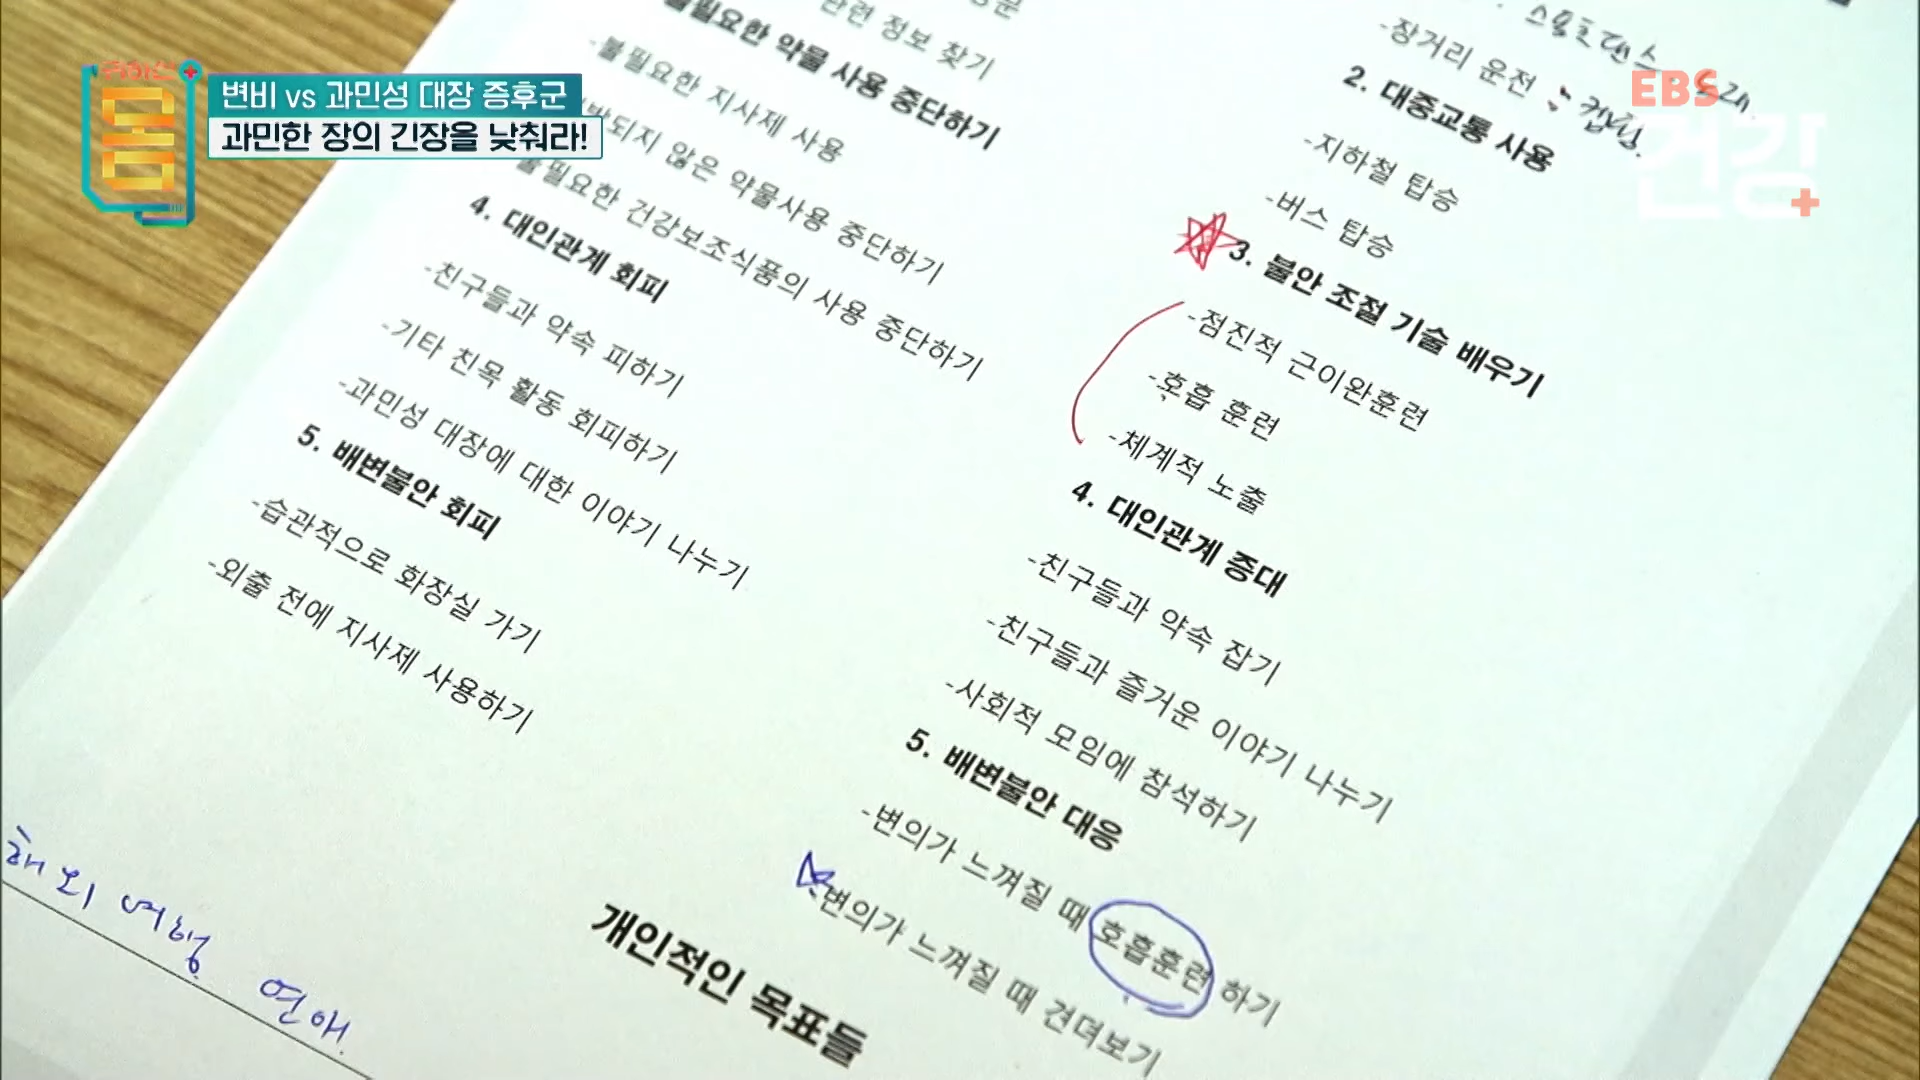 귀하신
몸
변비 vs 과민성 대장 증후군
과민한 장의 긴장을 낮춰라!
EBS
건강
관련 정보 찾기
불필요한 약물 사용 중단하기
-불필요한 지사제 사용
되지 않은 약물사용 중단하기
불필요한 건강보조식품의 사용 중단하기
4. 대인관계 회피
-친구들과 약속 피하기
-기타 친목 활동 회피하기
-과민성 대장에 대한 이야기 나누기
5. 배변불안 회피
-습관적으로 화장실 가기
-외출 전에 지사제 사용하기
-장거리 운전
2. 대중교통 사용
-지하철 탑승
-버스 탑승
3. 불안 조절 기술 배우기
-점진적 근이완훈련
-호흡 훈련
-체계적 노출
4. 대인관계 증대
-친구들과 약속 잡기
-친구들과 즐거운 이야기 나누기
-사회적 모임에 참석하기
5. 배변불안 대응
-변의가 느껴질 때 호흡훈련 하기
-변의가 느껴질 때 견뎌보기
개인적인 목표들
해외 여행 연애